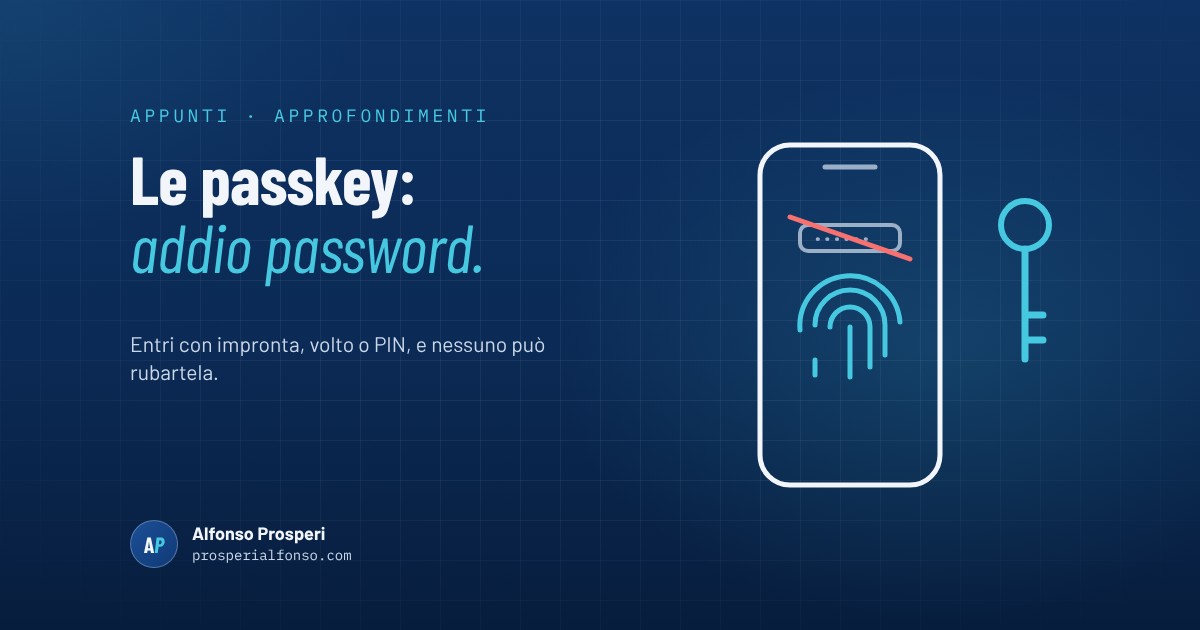 APPUNTI · APPROFONDIMENTI
Le passkey:
addio password.
Entri con impronta, volto o PIN, e nessuno può
rubartela.
AP
Alfonso Prosperi
prosperialfonso.com